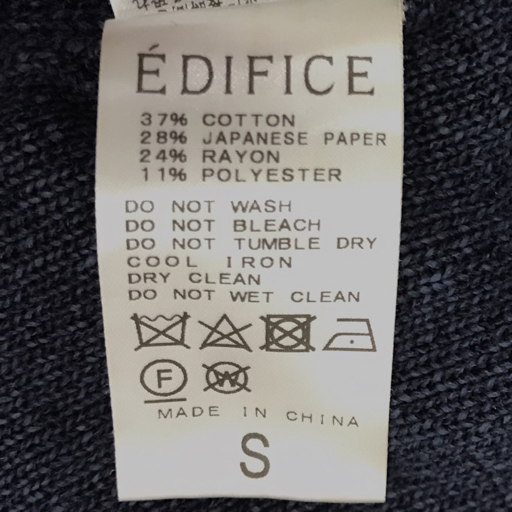 ÉDIFICE
37% COTTON
28% JAPANESE PAPER
24% RAYON
11% POLYESTER
DO NOT WASH
DO NOT BLEACH
DO NOT TUMBLE DRY
COOL IRON
DRY CLEAN
DO NOT WET CLEAN
F W
MADE IN CHINA
S